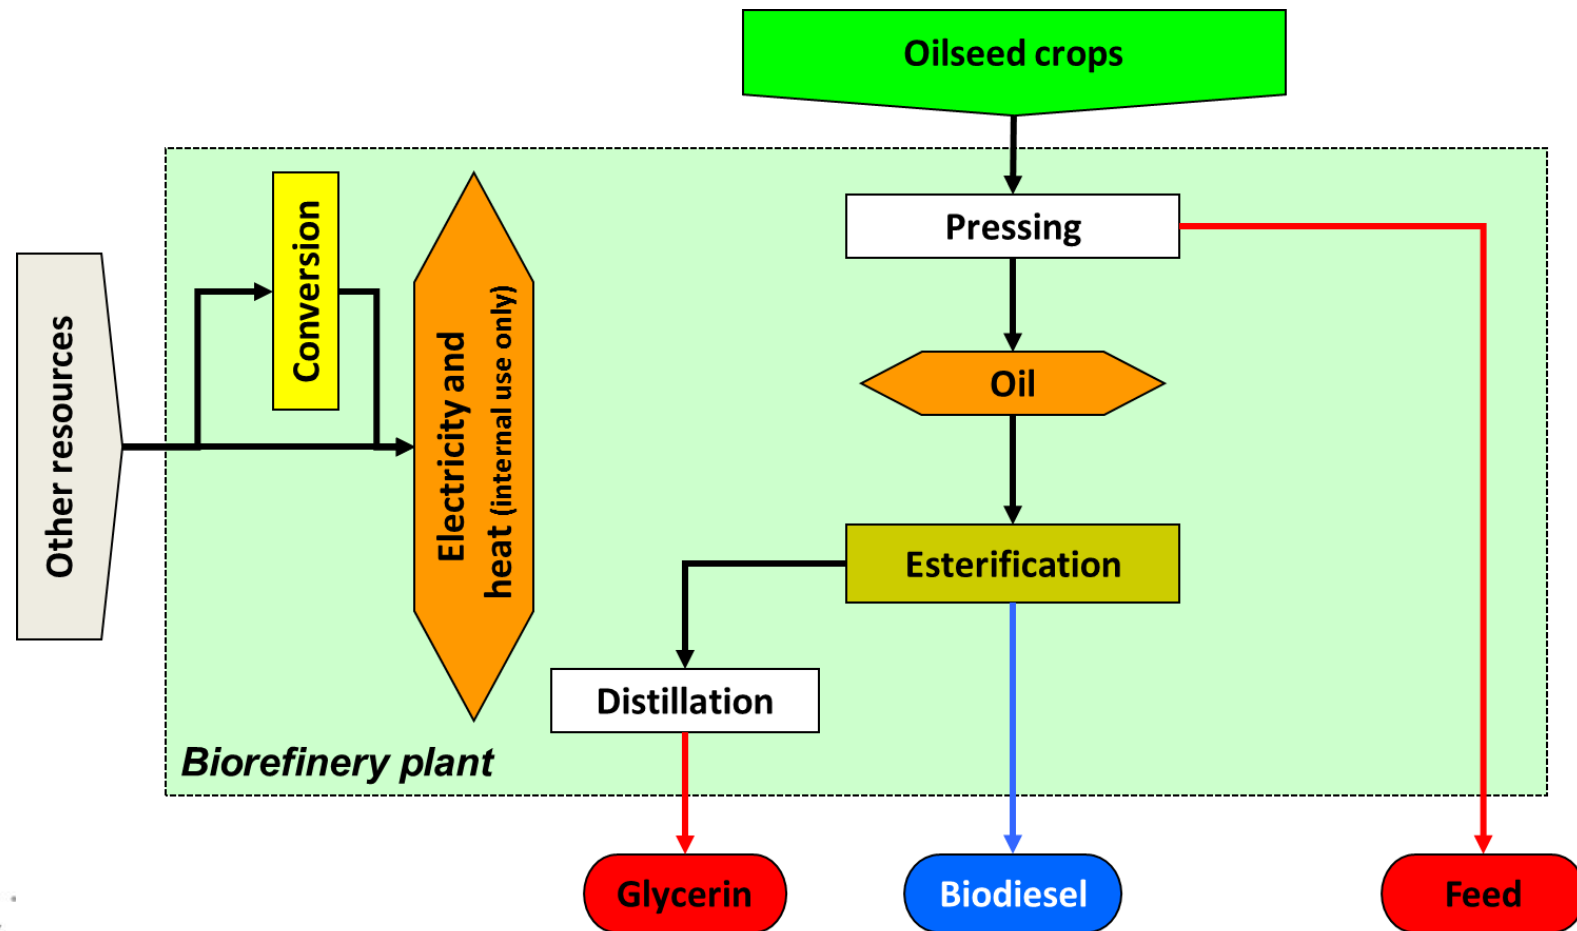 Oilseed crops
Pressing
Conversion
Other resources
Electricity and
heat (internal use only)
Oil
Esterification
Distillation
Biorefinery plant
Glycerin
Biodiesel
Feed